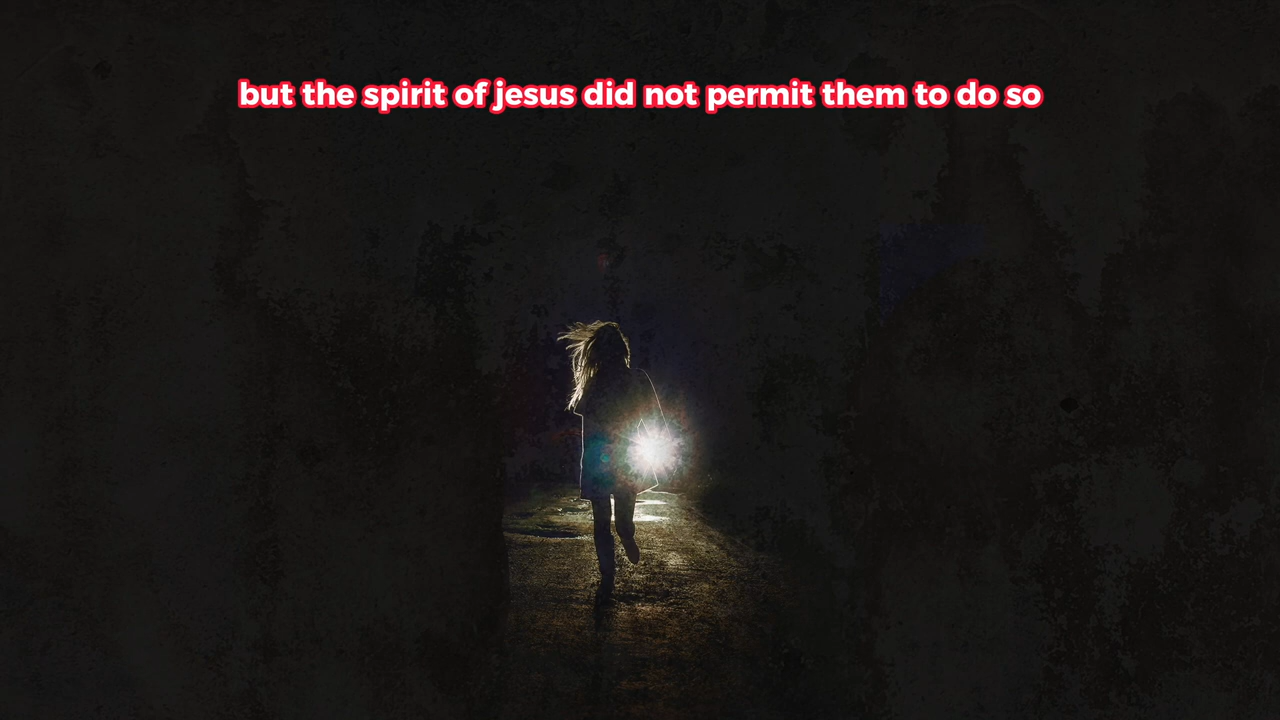 but the spirit of jesus did not permit them to do so